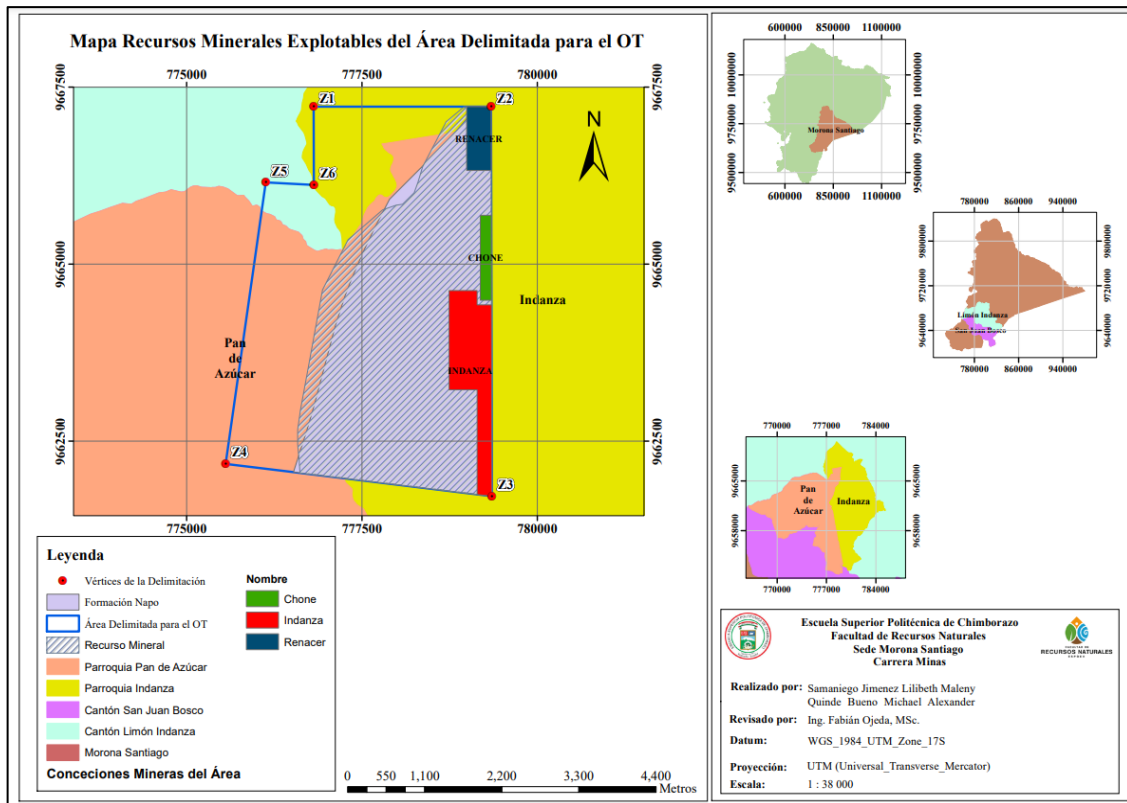 Mapa Recursos Minerales Explotables del Área Delimitada para el OT
775000
777500
780000
9667500
9667500
Z1
Z2
N
RENACER
Z5
Z6
9665000
9665000
CHONE
Indanza
Pan
de
Azúcar
INDANZA
9662500
9662500
Z4
Z3
775000
777500
780000
Leyenda
Vértices de la Delimitación
Formación Napo
Área Delimitada para el OT
Recurso Mineral
Parroquia Pan de Azúcar
Parroquia Indanza
Cantón San Juan Bosco
Cantón Limón Indanza
Morona Santiago
Conceciones Mineras del Área
Nombre
Chone
Indanza
Renacer
0 550 1,100 2,200 3,300 4,400
Metros
600000 850000 1100000
10000000
10000000
9750000
9750000
Morona Santiago
9500000
9500000
600000 850000 1100000
780000 860000 940000
9800000
9800000
9720000
9720000
Limón Indanza
9640000
9640000
San Juan Bosco
780000 860000 940000
770000 777000 784000
9665000
9665000
Pan
de
Azúcar
Indanza
9658000
9658000
770000 777000 784000
Escuela Superior Politécnica de Chimborazo
Facultad de Recursos Naturales
Sede Morona Santiago
Carrera Minas
RECURSOS NATURALES
Realizado por: Samaniego Jimenez Lilibeth Maleny
Quinde Bueno Michael Alexander
Revisado por: Ing. Fabián Ojeda, MSc.
Datum: WGS_1984_UTM_Zone_17S
Proyección: UTM (Universal_Transverse_Mercator)
Escala: 1 : 38 000